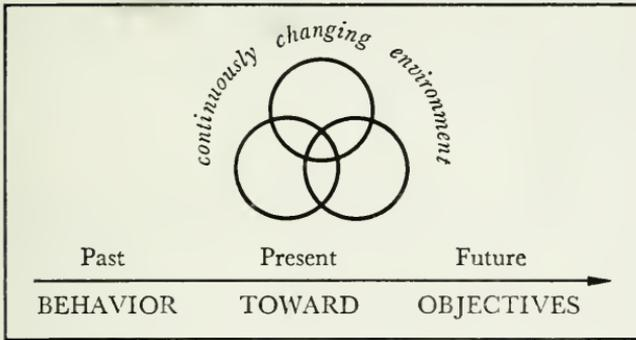 continuously changing environment
Past Present Future
BEHAVIOR TOWARD OBJECTIVES